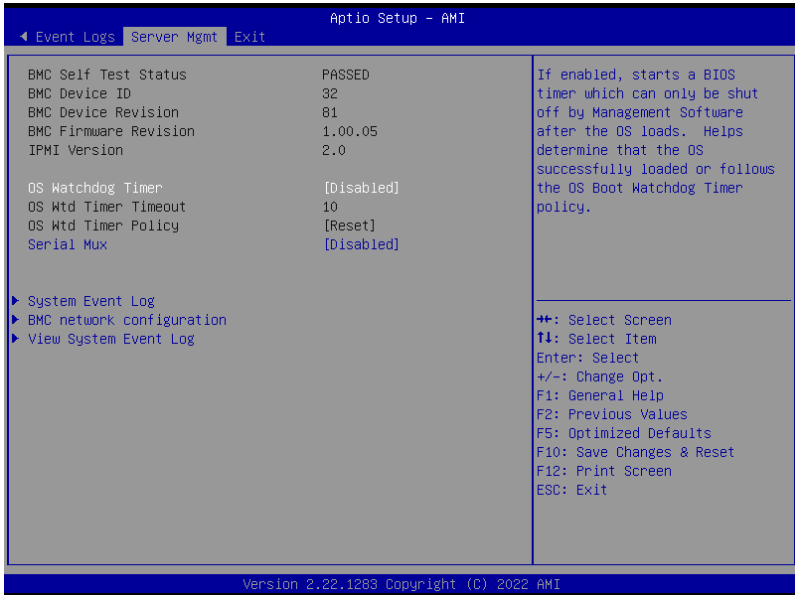 Aptio Setup – AMI
◀ Event Logs Server Mgmt Exit
BMC Self Test Status PASSED
BMC Device ID 32
BMC Device Revision 81
BMC Firmware Revision 1.00.05
IPMI Version 2.0
OS Watchdog Timer [Disabled]
OS Wtd Timer Timeout 10
OS Wtd Timer Policy [Reset]
Serial Mux [Disabled]
▶ System Event Log
▶ BMC network configuration
▶ View System Event Log
If enabled, starts a BIOS
timer which can only be shut
off by Management Software
after the OS loads. Helps
determine that the OS
successfully loaded or follows
the OS Boot Watchdog Timer
policy.
→←: Select Screen
↑↓: Select Item
Enter: Select
+/-: Change Opt.
F1: General Help
F2: Previous Values
F5: Optimized Defaults
F10: Save Changes & Reset
F12: Print Screen
ESC: Exit
Version 2.22.1283 Copyright (C) 2022 AMI